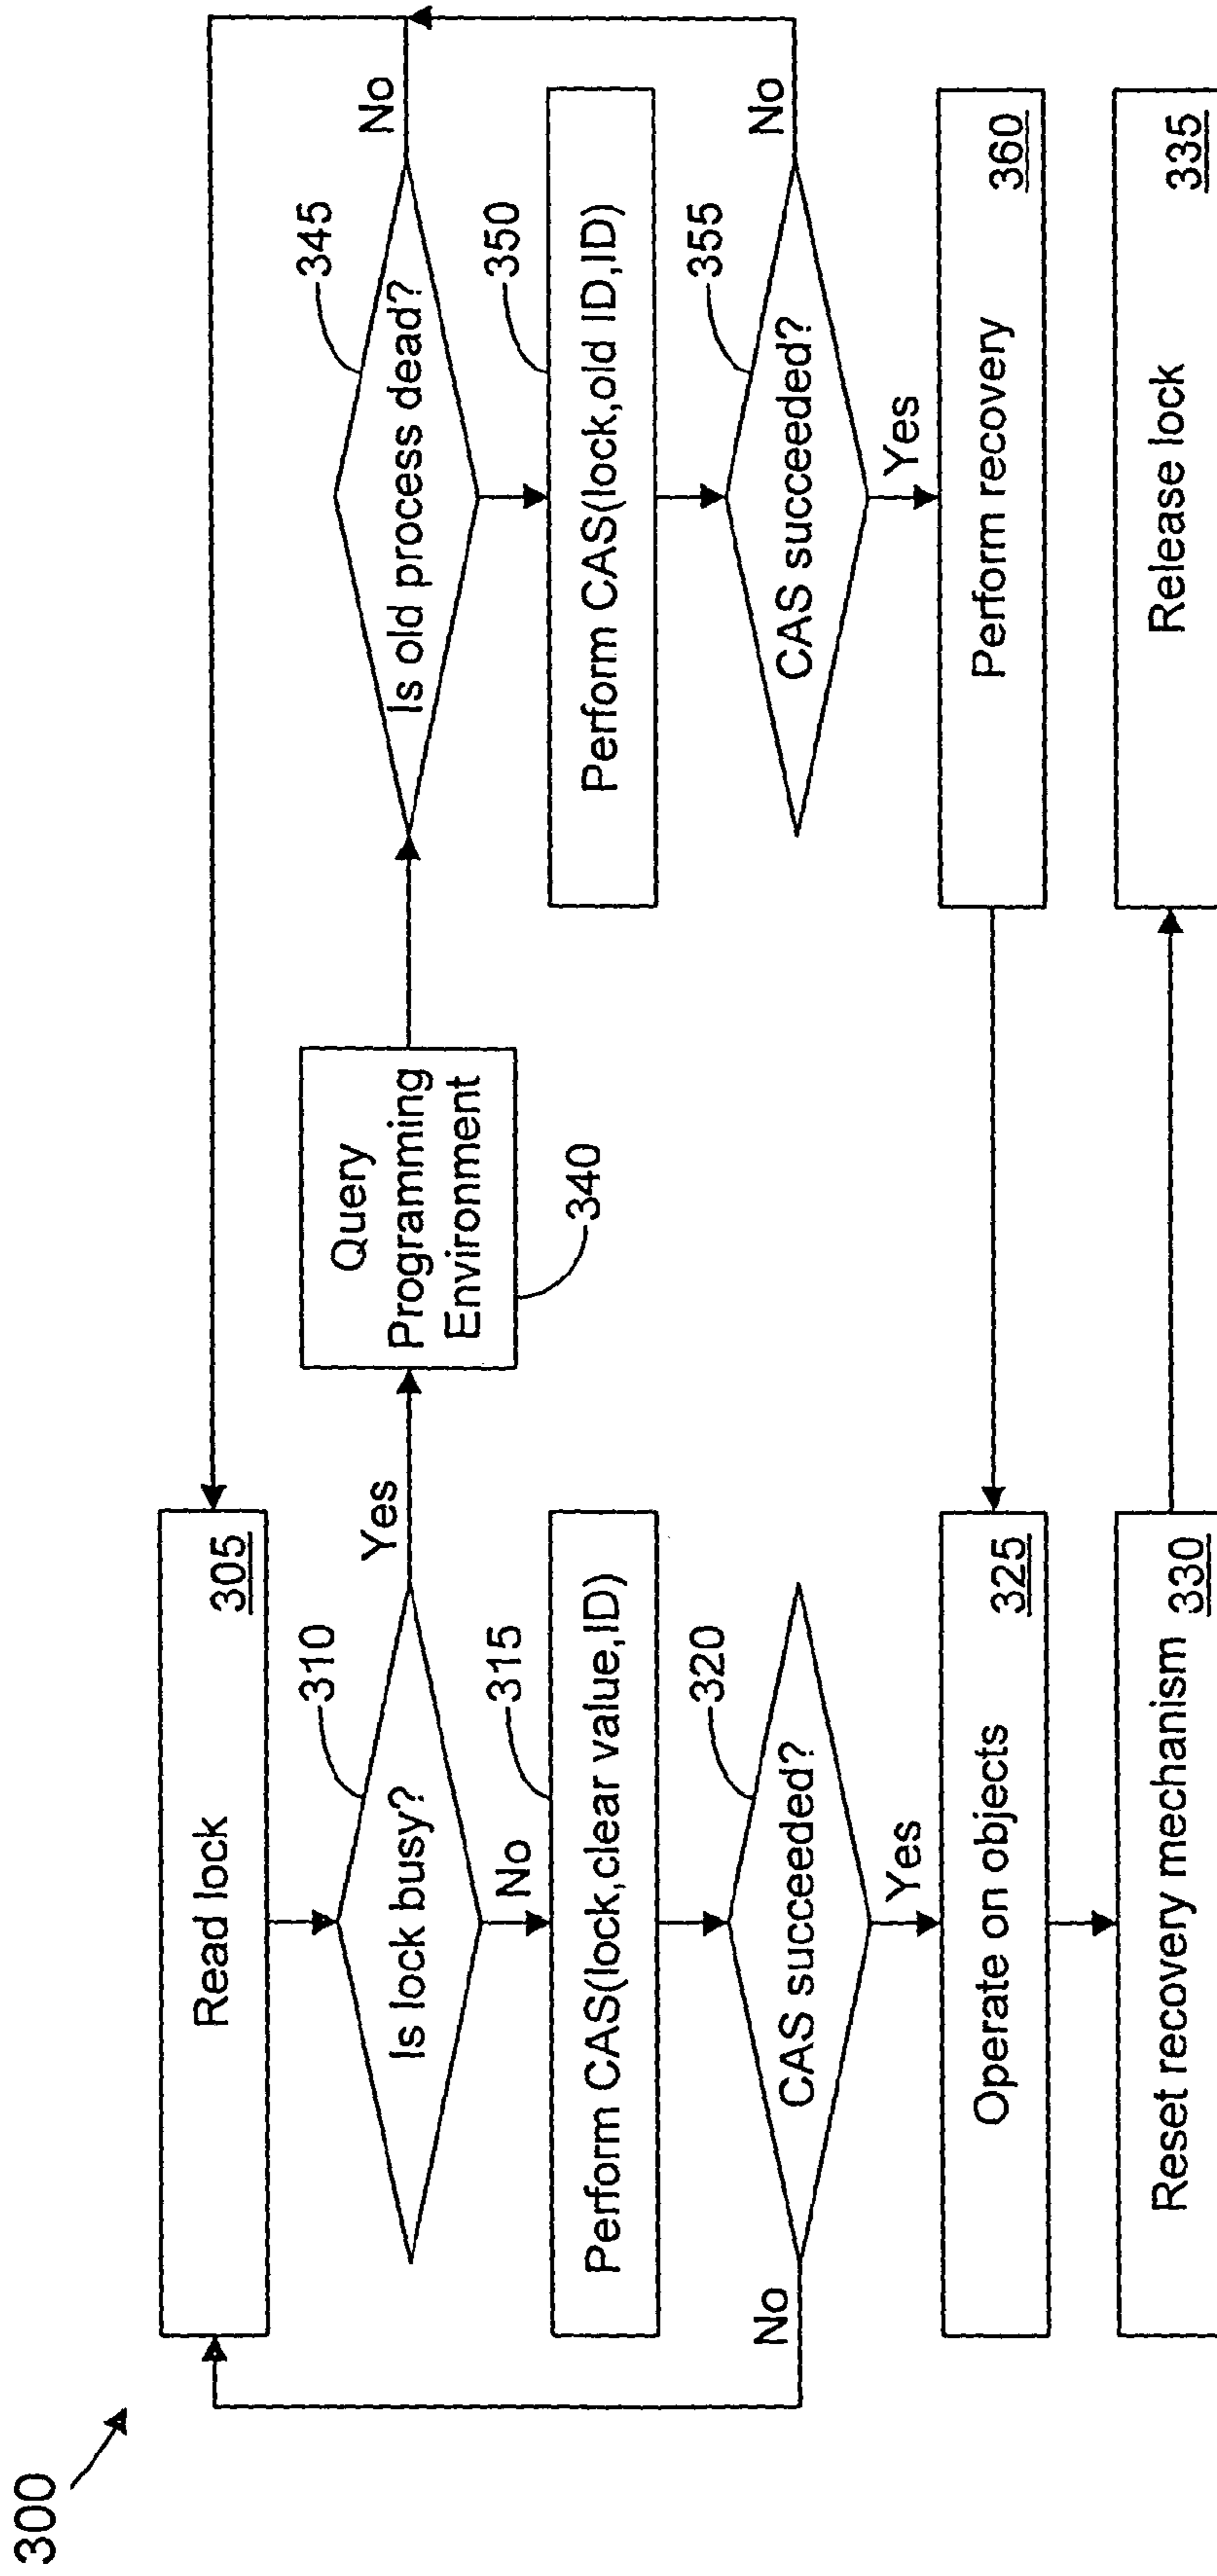 300
Read lock
305
310
Is lock busy?
Yes
No
315
Perform CAS(lock,clear value,ID)
320
CAS succeeded?
No
Yes
Operate on objects
325
Reset recovery mechanism
330
Query
Programming
Environment
340
345
Is old process dead?
No
350
Perform CAS(lock,old ID,ID)
355
CAS succeeded?
No
Yes
Perform recovery
360
Release lock
335